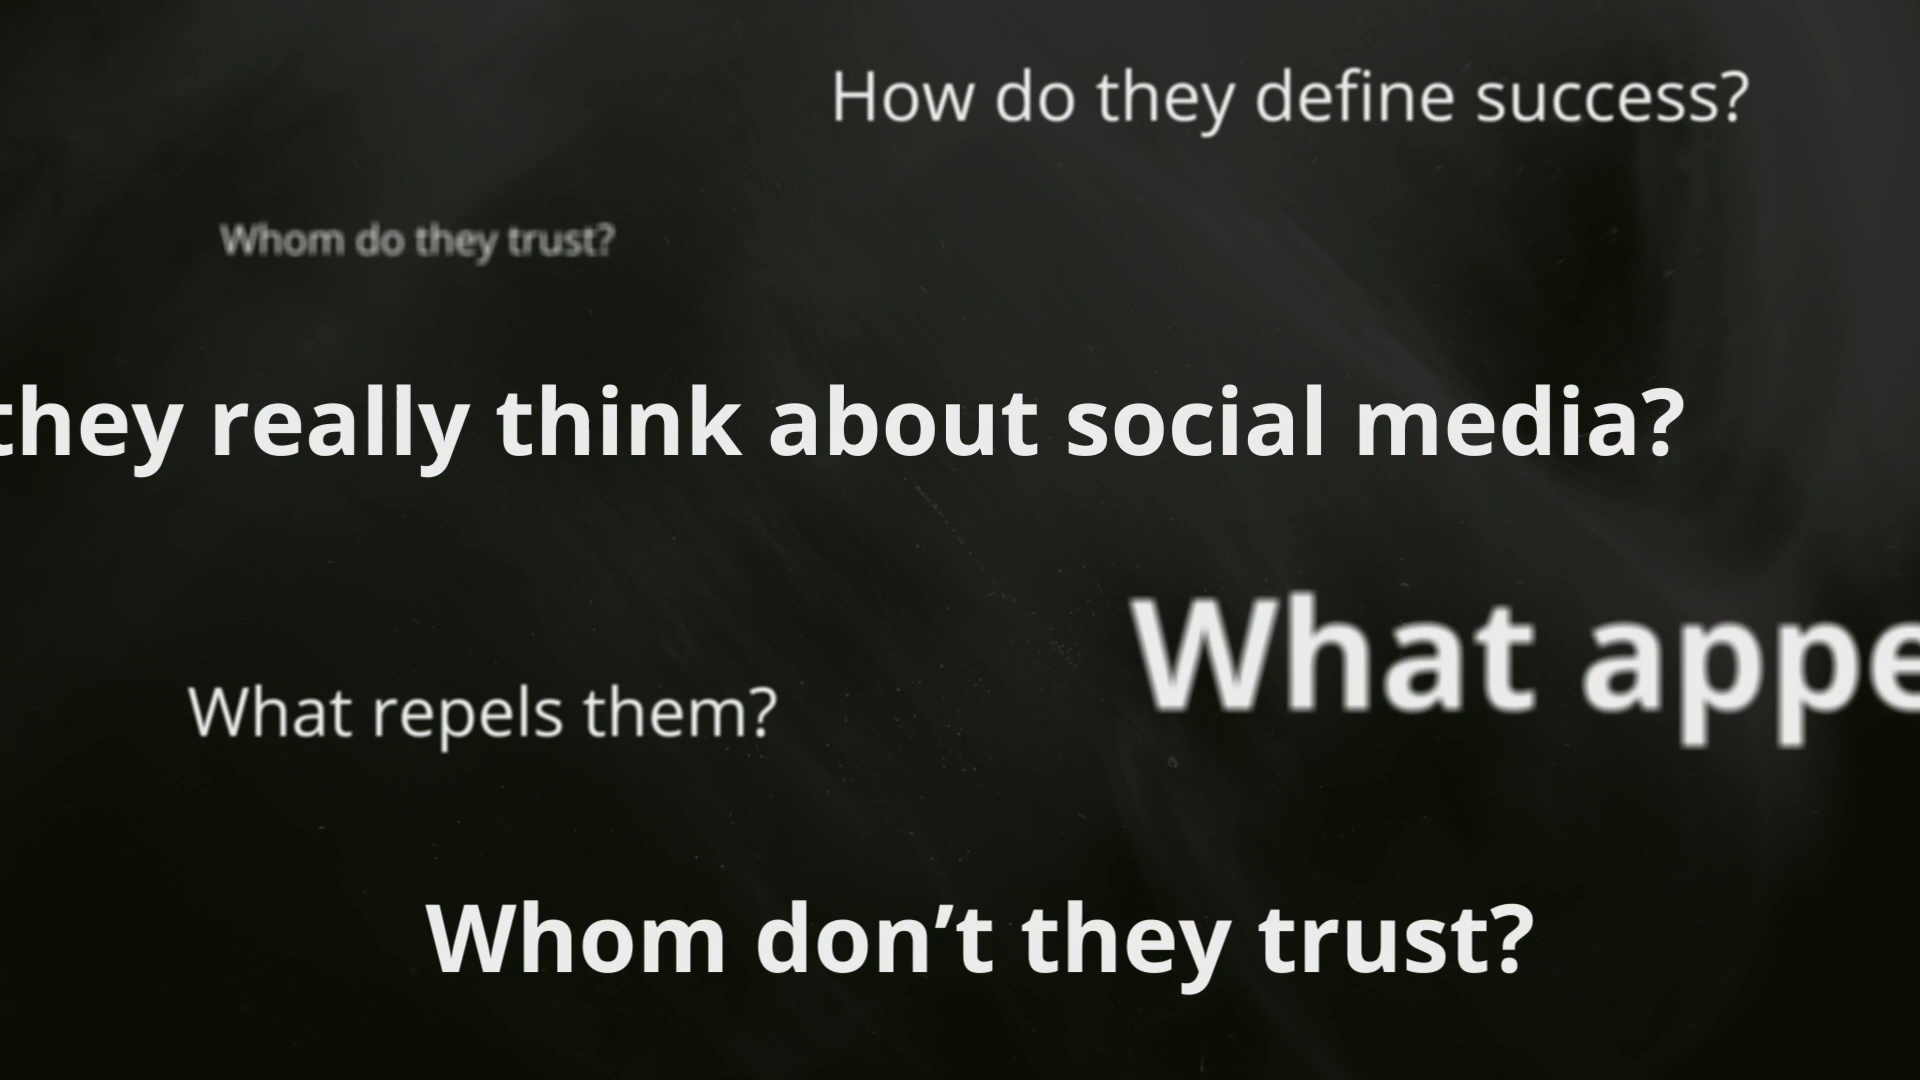 How do they define success?
Whom do they trust?
they really think about social media?
What appe
What repels them?
Whom don’t they trust?